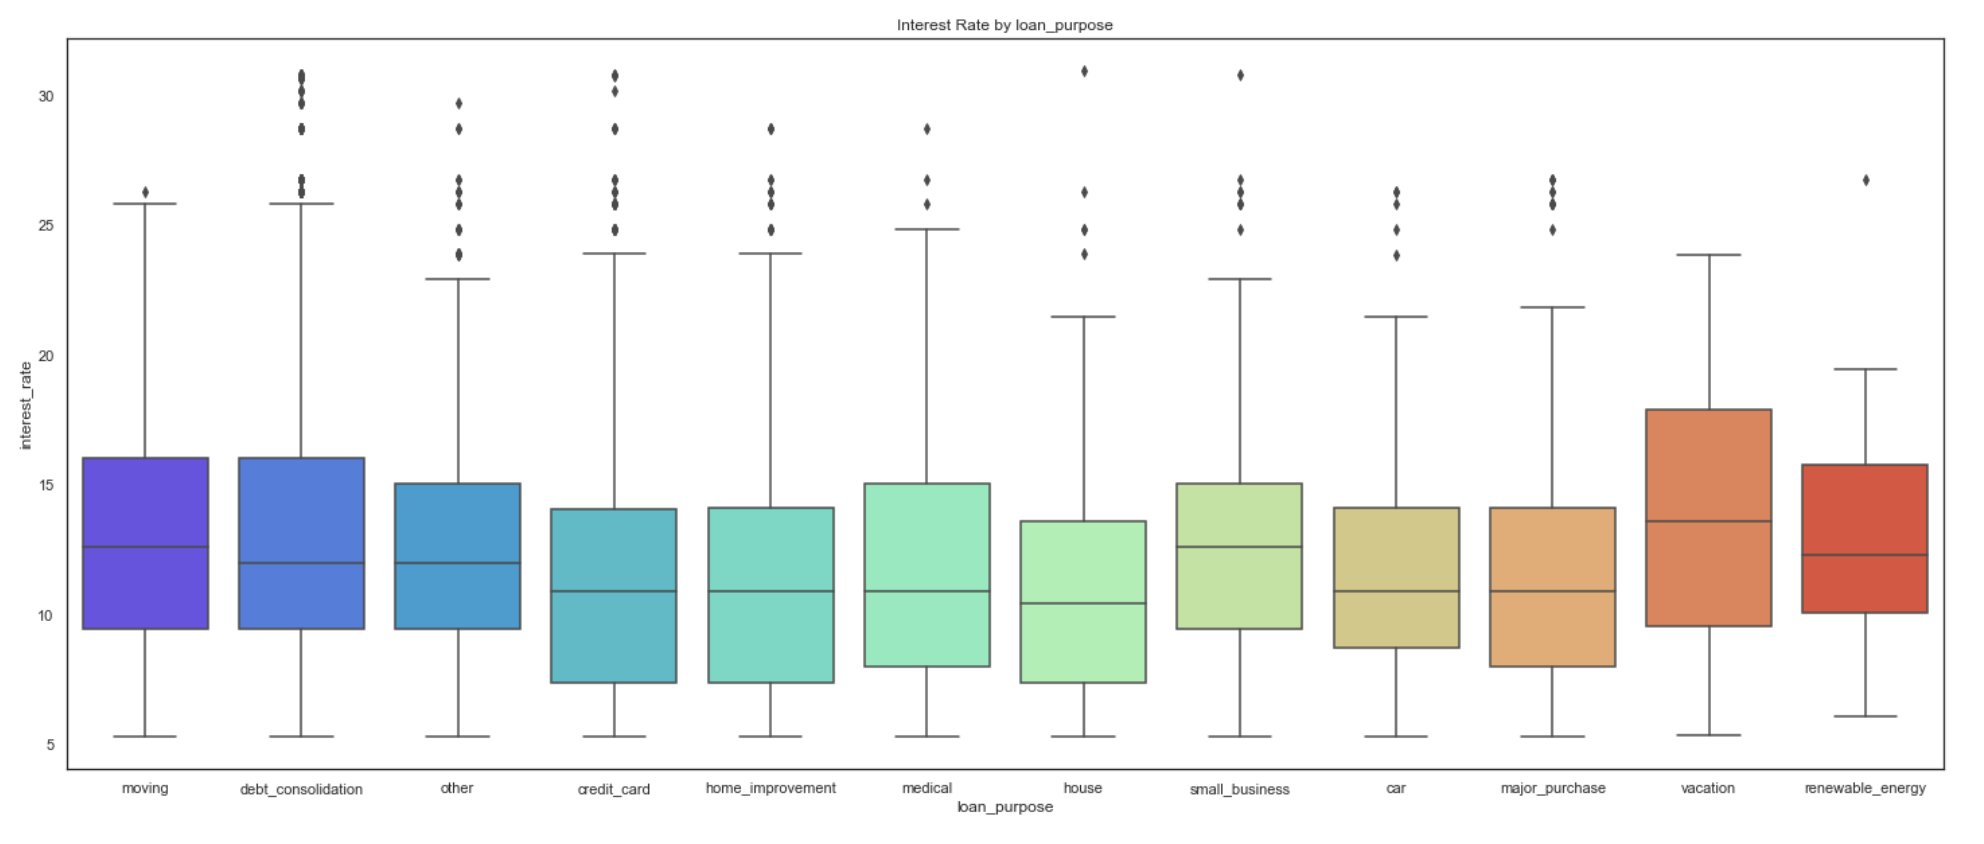 Interest Rate by loan_purpose
30
25
20
15
10
5
interest_rate
moving debt_consolidation other credit_card home_improvement medical house small_business car major_purchase vacation renewable_energy
loan_purpose